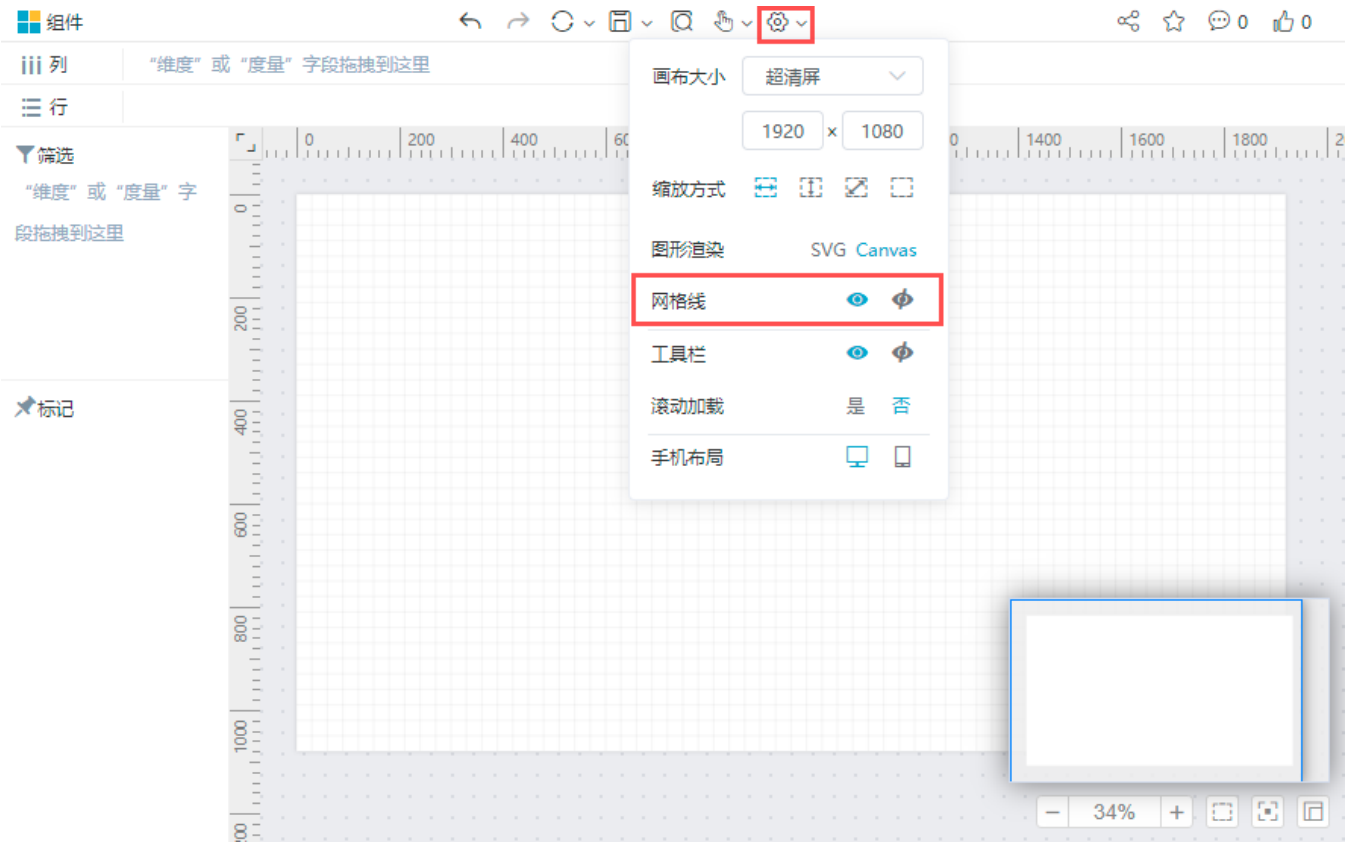 组件
0
0
列
“维度”或“度量”字段拖拽到这里
行
筛选
“维度”或“度量”字
段拖拽到这里
标记
画布大小
超清屏
1920 x 1080
缩放方式
图形渲染
SVG Canvas
网格线
工具栏
滚动加载
是 否
手机布局
0 200 400 1400 1600 1800
0
200
400
600
800
1000
34%